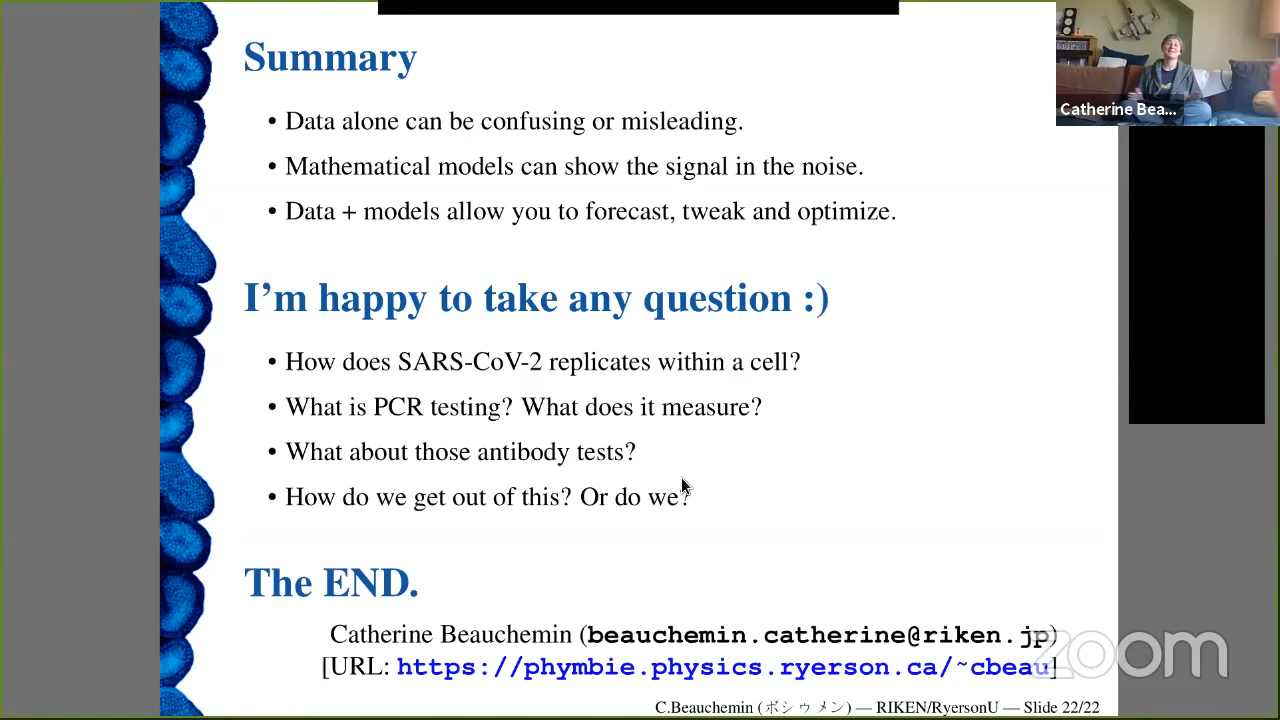 Summary
• Data alone can be confusing or misleading.
• Mathematical models can show the signal in the noise.
• Data + models allow you to forecast, tweak and optimize.
I'm happy to take any question :)
• How does SARS-CoV-2 replicates within a cell?
• What is PCR testing? What does it measure?
• What about those antibody tests?
• How do we get out of this? Or do we?
The END.
Catherine Beauchemin (beauchemin.catherine@riken.jp)
[URL: https://phymbie.physics.ryerson.ca/~cbeau]
C.Beauchemin (ボシゥメン) — RIKEN/RyersonU — Slide 22/22
Catherine Bea...
zoom